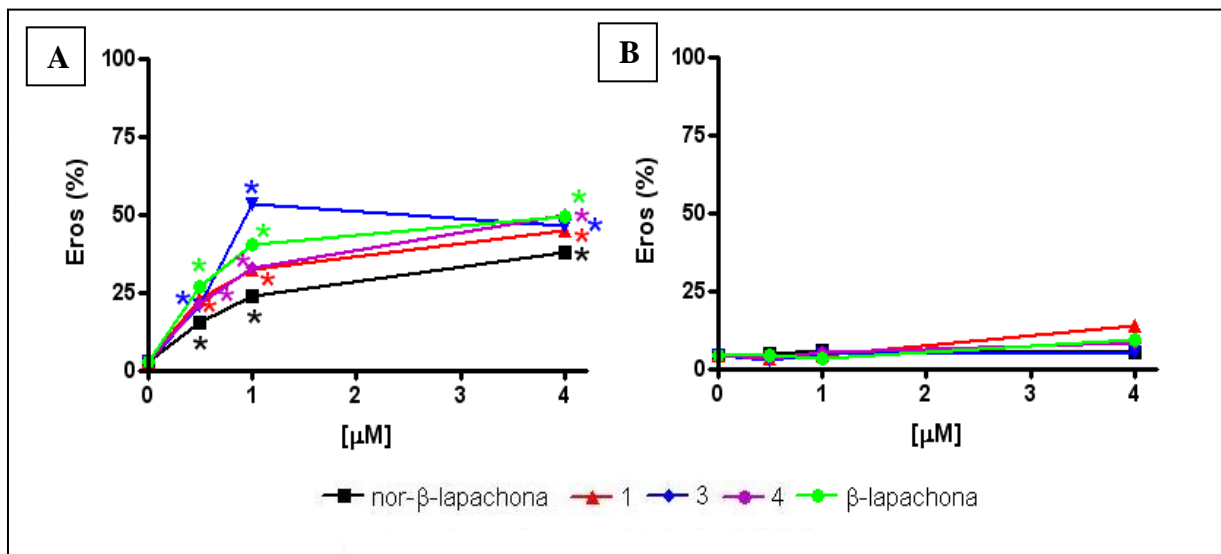 A
100
75
50
25
0
Eros (%)
* * * * * * * * * * * * * * *
0 1 2 3 4
[µM]
B
100
75
50
25
0
Eros (%)
0 1 2 3 4
[µM]
nor-β-lapachona 1 3 4 β-lapachona